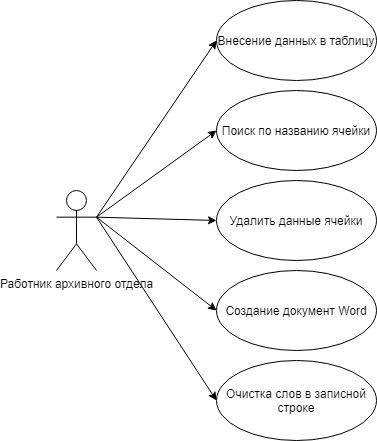 Внесение данных в таблицу
Поиск по названию ячейки
Удалить данные ячейки
Работник архивного отдела
Создание документ Word
Очистка слов в записной
строке